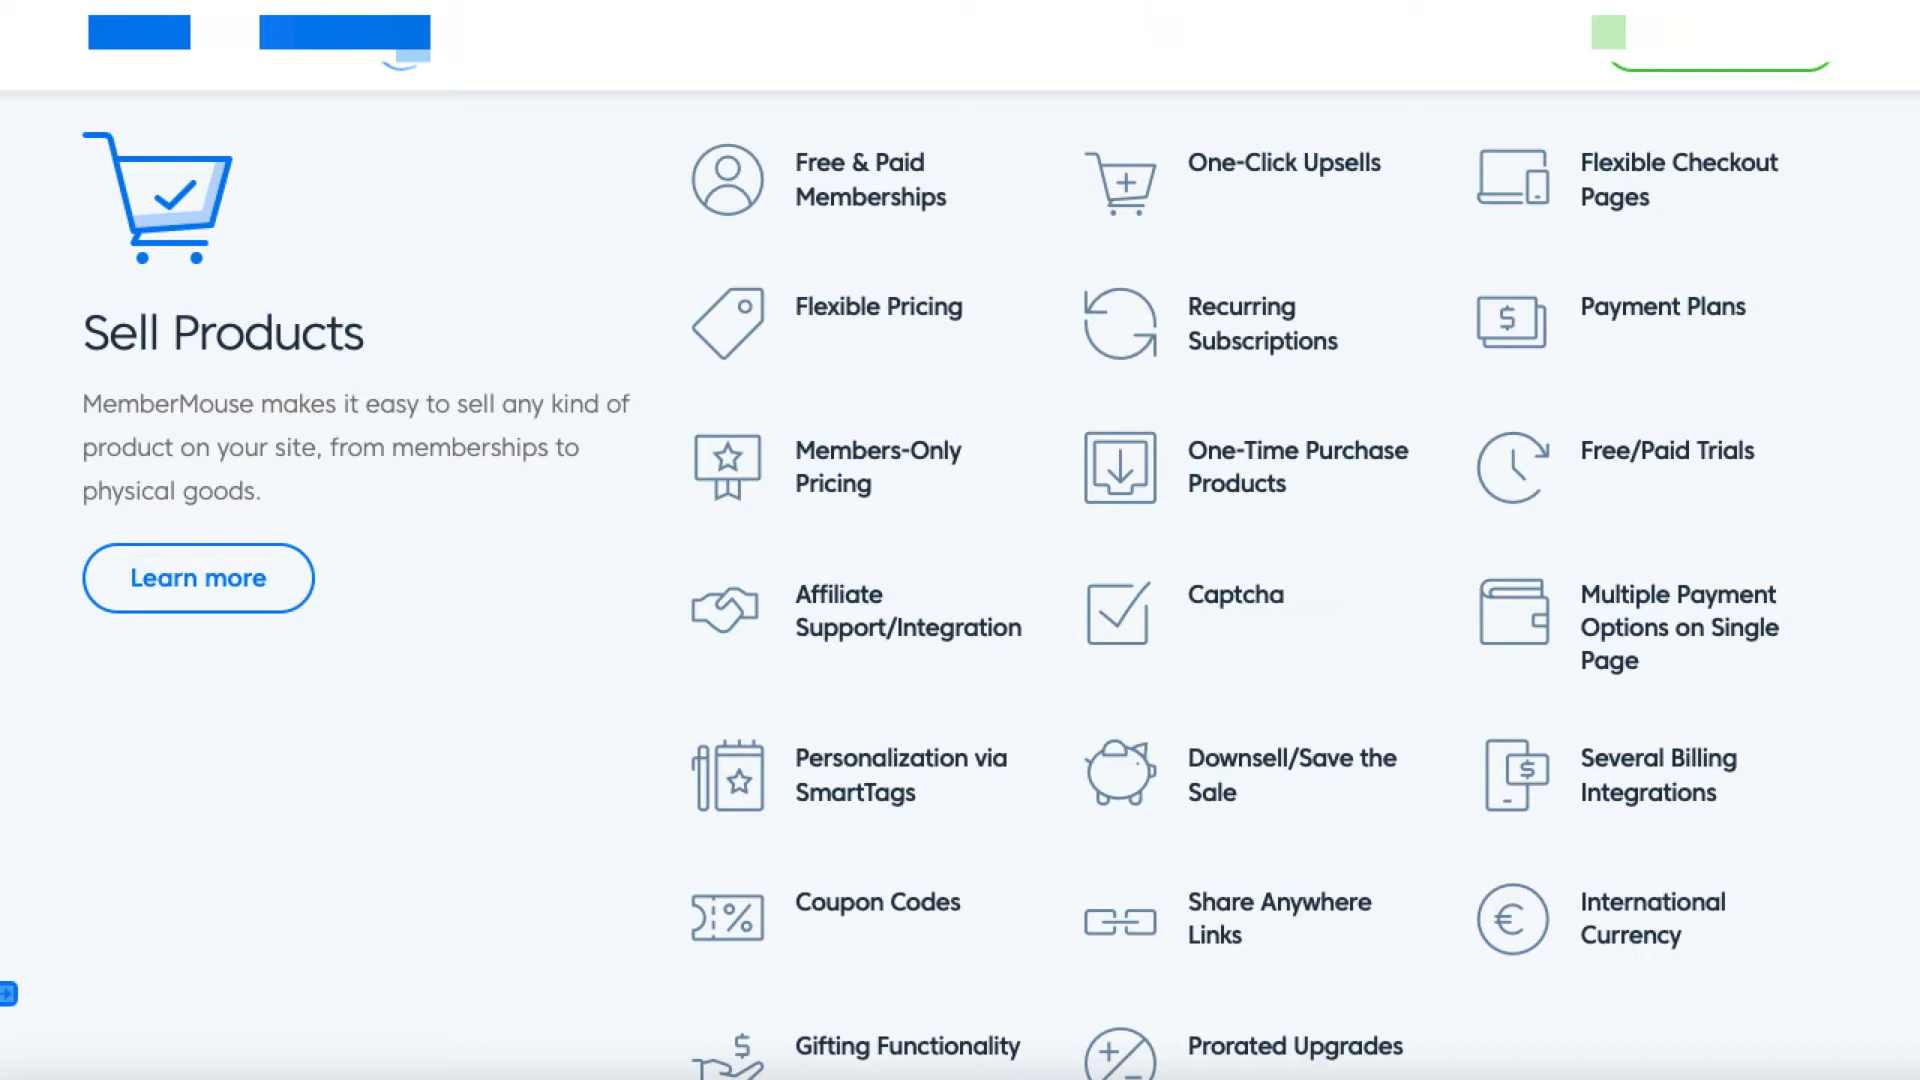 Sell Products
MemberMouse makes it easy to sell any kind of
product on your site, from memberships to
physical goods.
Learn more
Free & Paid
Memberships
One-Click Upsells
Flexible Checkout
Pages
Flexible Pricing
Recurring
Subscriptions
Payment Plans
Members-Only
Pricing
One-Time Purchase
Products
Free/Paid Trials
Affiliate
Support/Integration
Captcha
Multiple Payment
Options on Single
Page
Personalization via
SmartTags
Downsell/Save the
Sale
Several Billing
Integrations
Coupon Codes
Share Anywhere
Links
International
Currency
Gifting Functionality
Prorated Upgrades